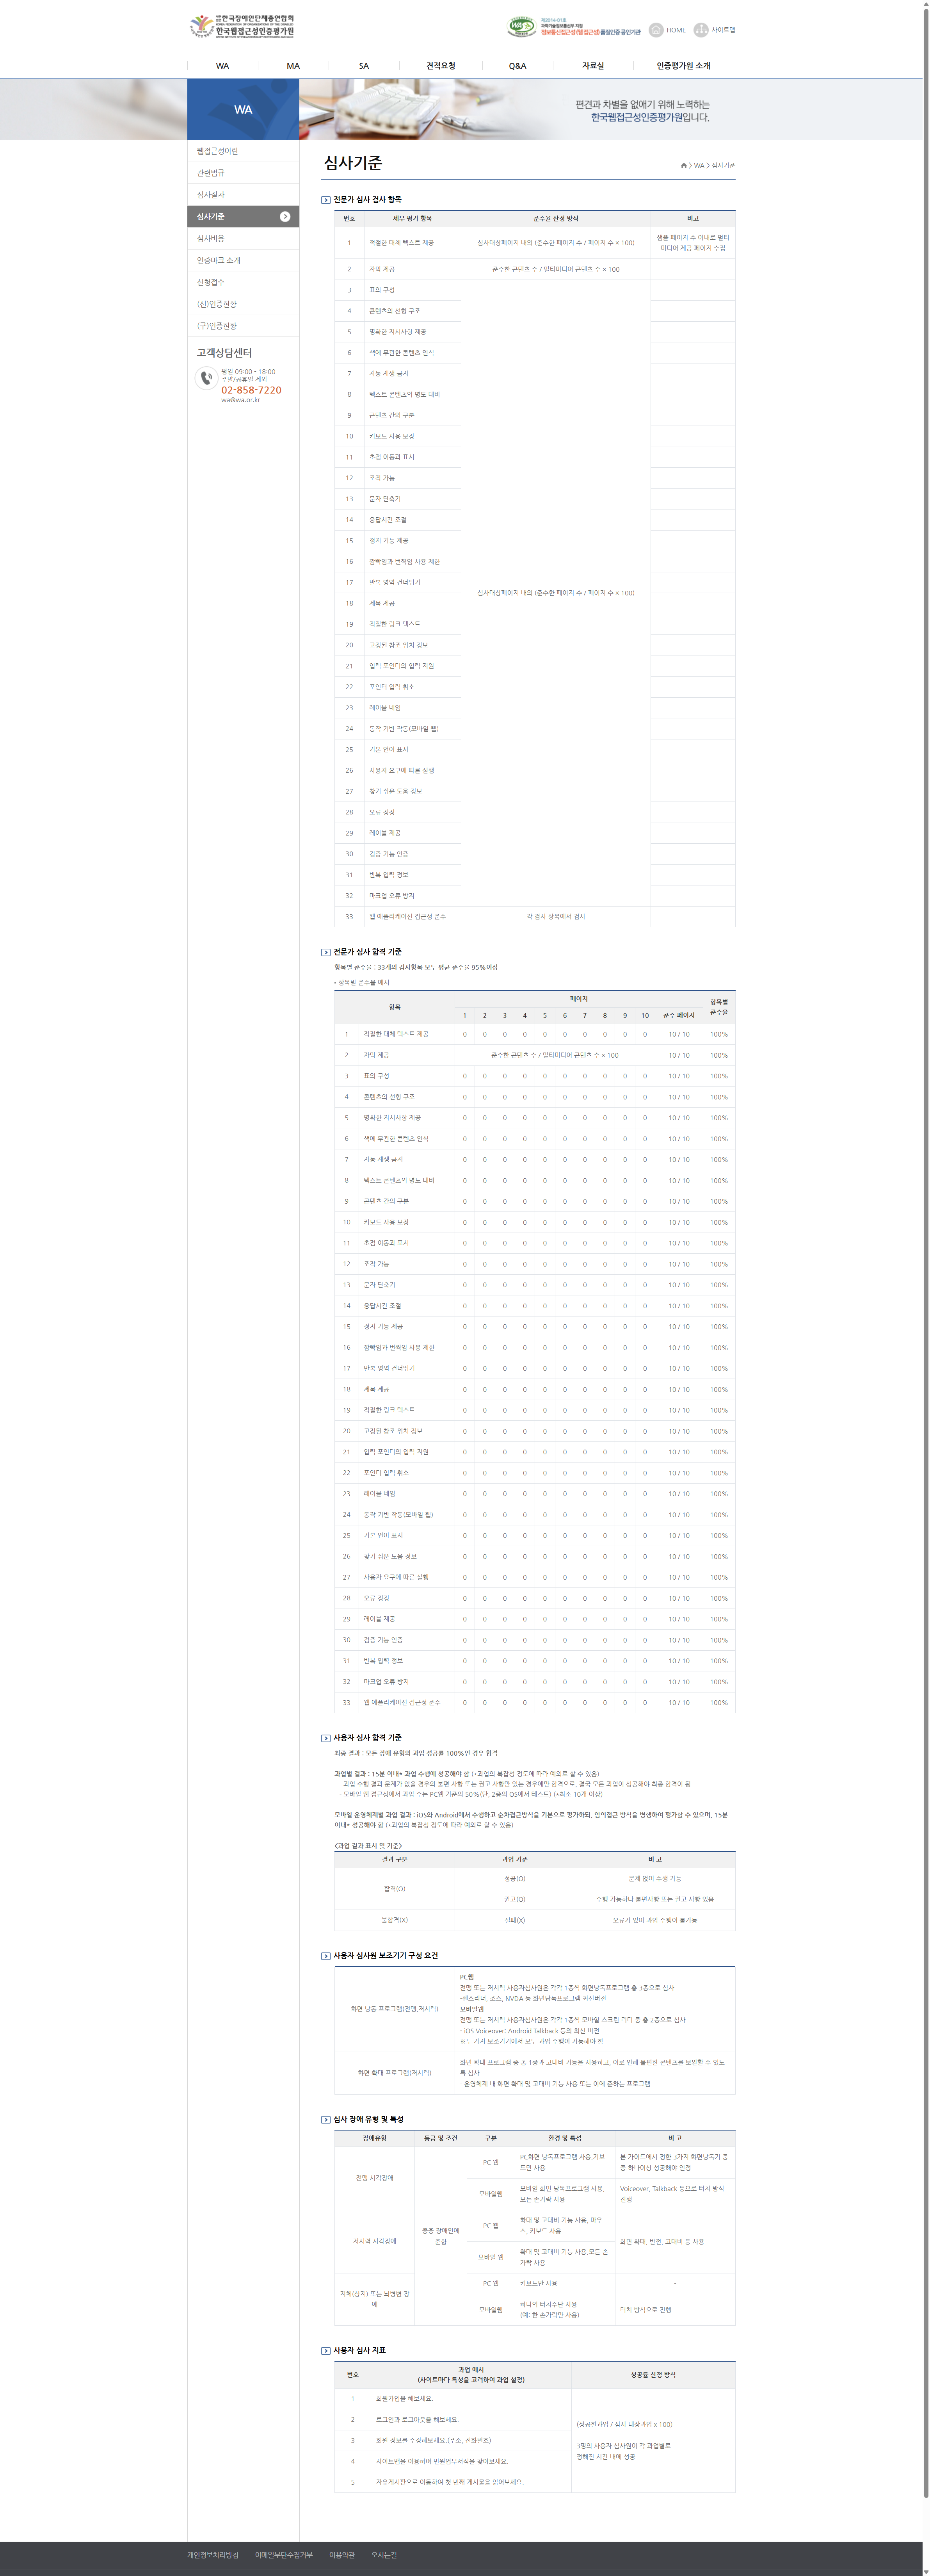 한국장애인단체총연합회
한국웹접근성인증평가원
제2014-01호
과학기술정보통신부 지정
정보통신접근성(웹접근성) 품질인증 공인기관
HOME
사이트맵
WA
MA
SA
견적요청
Q&A
자료실
인증평가원 소개
WA
편견과 차별을 없애기 위해 노력하는
한국웹접근성인증평가원입니다.
웹접근성이란
관련법규
심사절차
심사기준
심사비용
인증마크 소개
신청접수
(신)인증현황
(구)인증현황
고객상담센터
평일 09:00 - 18:00
주말/공휴일 제외
02-858-7220
wa@wa.or.kr
심사기준
> WA > 심사기준
전문가 심사 검사 항목
번호 세부 평가 항목 준수율 산정 방식 비고
1 적절한 대체 텍스트 제공 심사대상페이지 내의 (준수한 페이지 수 / 페이지 수 × 100) 샘플 페이지 수 이내로 멀티
미디어 제공 페이지 수집
2 자막 제공 준수한 콘텐츠 수 / 멀티미디어 콘텐츠 수 × 100
3 표의 구성
4 콘텐츠의 선형 구조
5 명확한 지시사항 제공
6 색에 무관한 콘텐츠 인식
7 자동 재생 금지
8 텍스트 콘텐츠의 명도 대비
9 콘텐츠 간의 구분
10 키보드 사용 보장
11 초점 이동과 표시
12 조작 가능
13 문자 단축키
14 응답시간 조절
15 정지 기능 제공
16 깜빡임과 번쩍임 사용 제한
17 반복 영역 건너뛰기
심사대상페이지 내의 (준수한 페이지 수 / 페이지 수 × 100)
18 제목 제공
19 적절한 링크 텍스트
20 고정된 참조 위치 정보
21 입력 포인터의 입력 지원
22 포인터 입력 취소
23 레이블 네임
24 동작 기반 작동(모바일 웹)
25 기본 언어 표시
26 사용자 요구에 따른 실행
27 찾기 쉬운 도움 정보
28 오류 정정
29 레이블 제공
30 검증 기능 인증
31 반복 입력 정보
32 마크업 오류 방지
33 웹 애플리케이션 접근성 준수 각 검사 항목에서 검사
전문가 심사 합격 기준
항목별 준수율 : 33개의 검사항목 모두 평균 준수율 95%이상
• 항목별 준수율 예시
항목 페이지 항목별
준수율
1 2 3 4 5 6 7 8 9 10 준수 페이지
1 적절한 대체 텍스트 제공 0 0 0 0 0 0 0 0 0 0 10 / 10 100%
2 자막 제공 준수한 콘텐츠 수 / 멀티미디어 콘텐츠 수 × 100 10 / 10 100%
3 표의 구성 0 0 0 0 0 0 0 0 0 0 10 / 10 100%
4 콘텐츠의 선형 구조 0 0 0 0 0 0 0 0 0 0 10 / 10 100%
5 명확한 지시사항 제공 0 0 0 0 0 0 0 0 0 0 10 / 10 100%
6 색에 무관한 콘텐츠 인식 0 0 0 0 0 0 0 0 0 0 10 / 10 100%
7 자동 재생 금지 0 0 0 0 0 0 0 0 0 0 10 / 10 100%
8 텍스트 콘텐츠의 명도 대비 0 0 0 0 0 0 0 0 0 0 10 / 10 100%
9 콘텐츠 간의 구분 0 0 0 0 0 0 0 0 0 0 10 / 10 100%
10 키보드 사용 보장 0 0 0 0 0 0 0 0 0 0 10 / 10 100%
11 초점 이동과 표시 0 0 0 0 0 0 0 0 0 0 10 / 10 100%
12 조작 가능 0 0 0 0 0 0 0 0 0 0 10 / 10 100%
13 문자 단축키 0 0 0 0 0 0 0 0 0 0 10 / 10 100%
14 응답시간 조절 0 0 0 0 0 0 0 0 0 0 10 / 10 100%
15 정지 기능 제공 0 0 0 0 0 0 0 0 0 0 10 / 10 100%
16 깜빡임과 번쩍임 사용 제한 0 0 0 0 0 0 0 0 0 0 10 / 10 100%
17 반복 영역 건너뛰기 0 0 0 0 0 0 0 0 0 0 10 / 10 100%
18 제목 제공 0 0 0 0 0 0 0 0 0 0 10 / 10 100%
19 적절한 링크 텍스트 0 0 0 0 0 0 0 0 0 0 10 / 10 100%
20 고정된 참조 위치 정보 0 0 0 0 0 0 0 0 0 0 10 / 10 100%
21 입력 포인터의 입력 지원 0 0 0 0 0 0 0 0 0 0 10 / 10 100%
22 포인터 입력 취소 0 0 0 0 0 0 0 0 0 0 10 / 10 100%
23 레이블 네임 0 0 0 0 0 0 0 0 0 0 10 / 10 100%
24 동작 기반 작동(모바일 웹) 0 0 0 0 0 0 0 0 0 0 10 / 10 100%
25 기본 언어 표시 0 0 0 0 0 0 0 0 0 0 10 / 10 100%
26 찾기 쉬운 도움 정보 0 0 0 0 0 0 0 0 0 0 10 / 10 100%
27 사용자 요구에 따른 실행 0 0 0 0 0 0 0 0 0 0 10 / 10 100%
28 오류 정정 0 0 0 0 0 0 0 0 0 0 10 / 10 100%
29 레이블 제공 0 0 0 0 0 0 0 0 0 0 10 / 10 100%
30 검증 기능 인증 0 0 0 0 0 0 0 0 0 0 10 / 10 100%
31 반복 입력 정보 0 0 0 0 0 0 0 0 0 0 10 / 10 100%
32 마크업 오류 방지 0 0 0 0 0 0 0 0 0 0 10 / 10 100%
33 웹 애플리케이션 접근성 준수 0 0 0 0 0 0 0 0 0 0 10 / 10 100%
사용자 심사 합격 기준
최종 결과 : 모든 장애 유형의 과업 성공률 100%인 경우 합격
과업별 결과 : 15분 이내* 과업 수행에 성공해야 함 (*과업의 복잡성 정도에 따라 예외로 할 수 있음)
- 과업 수행 결과 문제가 없을 경우와 불편 사항 또는 권고 사항만 있는 경우에만 합격으로, 결국 모든 과업이 성공해야 최종 합격이 됨
- 모바일 웹 접근성에서 과업 수는 PC웹 기준의 50%(단, 2종의 OS에서 테스트) (*최소 10개 이상)
모바일 운영체제별 과업 결과 : iOS와 Android에서 수행하고 순차접근방식을 기본으로 평가하되, 임의접근 방식을 병행하여 평가할 수 있으며, 15분
이내* 성공해야 함 (*과업의 복잡성 정도에 따라 예외로 할 수 있음)
<과업 결과 표시 및 기준>
결과 구분 과업 기준 비 고
합격(O) 성공(O) 문제 없이 수행 가능
권고(O) 수행 가능하나 불편사항 또는 권고 사항 있음
불합격(X) 실패(X) 오류가 있어 과업 수행이 불가능
사용자 심사원 보조기기 구성 요건
화면 낭독 프로그램(전맹,저시력)
PC웹
전맹 또는 저시력 사용자심사원은 각각 1종씩 화면낭독프로그램 총 3종으로 심사
-센스리더, 조스, NVDA 등 화면낭독프로그램 최신버전
모바일웹
전맹 또는 저시력 사용자심사원은 각각 1종씩 모바일 스크린 리더 중 총 2종으로 심사
- iOS Voiceover; Android Talkback 등의 최신 버전
※두 가지 보조기기에서 모두 과업 수행이 가능해야 함
화면 확대 프로그램(저시력)
화면 확대 프로그램 중 총 1종과 고대비 기능을 사용하고, 이로 인해 불편한 콘텐츠를 보완할 수 있도
록 심사
- 운영체제 내 화면 확대 및 고대비 기능 사용 또는 이에 준하는 프로그램
심사 장애 유형 및 특성
장애유형 등급 및 조건 구분 환경 및 특성 비 고
전맹 시각장애
중증 장애인에
준함
PC 웹 PC화면 낭독프로그램 사용,키보
드만 사용
본 가이드에서 정한 3가지 화면낭독기 중
중 하나이상 성공해야 인정
모바일웹 모바일 화면 낭독프로그램 사용,
모든 손가락 사용
Voiceover, Talkback 등으로 터치 방식
진행
저시력 시각장애
PC 웹 확대 및 고대비 기능 사용, 마우
스, 키보드 사용
화면 확대, 반전, 고대비 등 사용
모바일 웹 확대 및 고대비 기능 사용,모든 손
가락 사용
지체(상지) 또는 뇌병변 장
애
PC 웹 키보드만 사용 -
모바일웹 하나의 터치수단 사용
(예: 한 손가락만 사용)
터치 방식으로 진행
사용자 심사 지표
번호 과업 예시
(사이트마다 특성을 고려하여 과업 설정)
성공률 산정 방식
1 회원가입을 해보세요.
2 로그인과 로그아웃을 해보세요.
3 회원 정보를 수정해보세요.(주소, 전화번호)
4 사이트맵을 이용하여 민원업무서식을 찾아보세요.
5 자유게시판으로 이동하여 첫 번째 게시물을 읽어보세요.
(성공한과업 / 심사 대상과업 x 100)
3명의 사용자 심사원이 각 과업별로
정해진 시간 내에 성공
개인정보처리방침
이메일무단수집거부
이용약관
오시는길